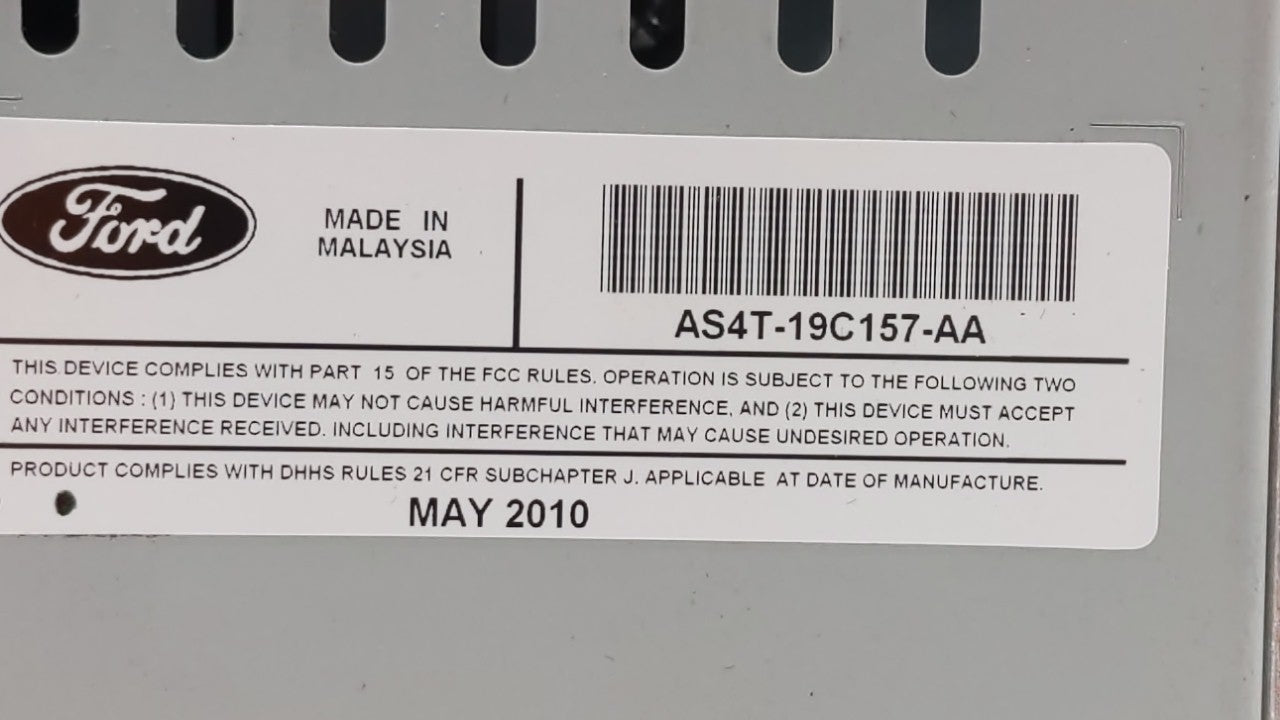 Ford
MADE IN
MALAYSIA
AS4T-19C157-AA
THIS DEVICE COMPLIES WITH PART 15 OF THE FCC RULES. OPERATION IS SUBJECT TO THE FOLLOWING TWO
CONDITIONS : (1) THIS DEVICE MAY NOT CAUSE HARMFUL INTERFERENCE, AND (2) THIS DEVICE MUST ACCEPT
ANY INTERFERENCE RECEIVED. INCLUDING INTERFERENCE THAT MAY CAUSE UNDESIRED OPERATION.
PRODUCT COMPLIES WITH DHHS RULES 21 CFR SUBCHAPTER J. APPLICABLE AT DATE OF MANUFACTURE.
MAY 2010